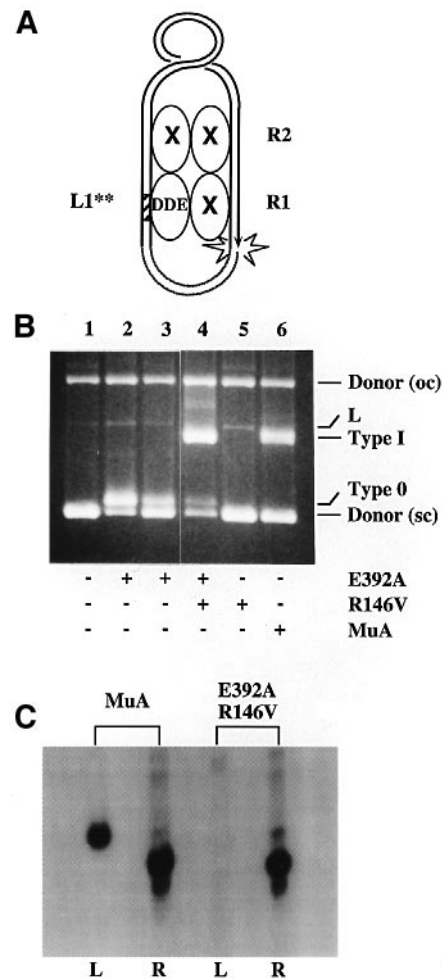 A
X X R2
L1** DDE X R1
B
1 2 3 4 5 6
Donor (oc)
L
Type I
Type 0
Donor (sc)
- + + + - - E392A
- - - + + - R146V
- - - - - + MuA
C
MuA E392A
R146V
L R L R